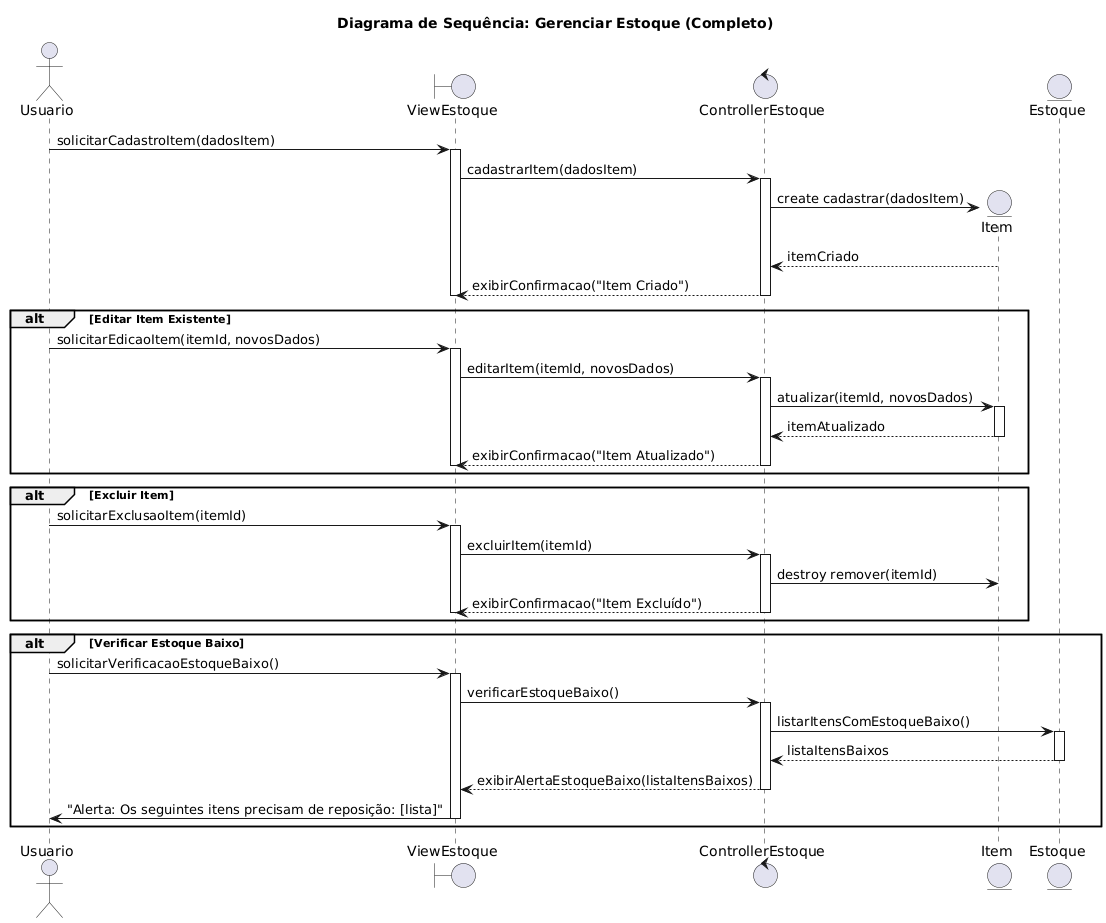 Diagrama de Sequência: Gerenciar Estoque (Completo)
Usuario
ViewEstoque
ControllerEstoque
Estoque
solicitarCadastroItem(dadosItem)
cadastrarItem(dadosItem)
create cadastrar(dadosItem)
Item
itemCriado
exibirConfirmacao("Item Criado")
alt [Editar Item Existente]
solicitarEdicaoItem(itemId, novosDados)
editarItem(itemId, novosDados)
atualizar(itemId, novosDados)
itemAtualizado
exibirConfirmacao("Item Atualizado")
alt [Excluir Item]
solicitarExclusaoItem(itemId)
excluirItem(itemId)
destroy remover(itemId)
exibirConfirmacao("Item Excluído")
alt [Verificar Estoque Baixo]
solicitarVerificacaoEstoqueBaixo()
verificarEstoqueBaixo()
listarItensComEstoqueBaixo()
listaItensBaixos
exibirAlertaEstoqueBaixo(listaItensBaixos)
"Alerta: Os seguintes itens precisam de reposição: [lista]"
Usuario
ViewEstoque
ControllerEstoque
Item
Estoque